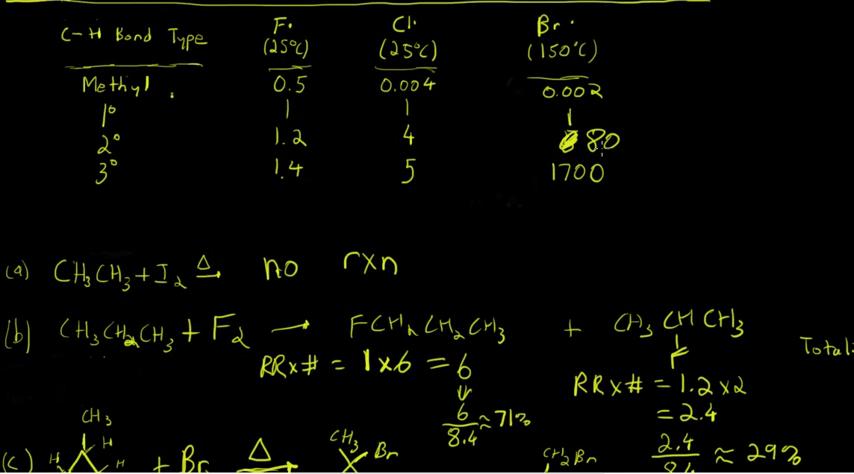 C-H Bond Type F· (25°C) Cl· (25°C) Br· (150°C)
Methyl 0.5 0.004 0.002
1° 1 1 1
2° 1.2 4 80
3° 1.4 5 1700
(a) CH₃CH₃ + I₂ Δ→ no rxn
(b) CH₃CH₂CH₃ + F₂ → FCH₂CH₂CH₃ + CH₃CHCH₃
F
Total:
RRx# = 1x6 = 6
6/8.4 ≈ 71%
RRx# = 1.2x2
= 2.4
2.4/8.4 ≈ 29%
(c) CH₃ H H H + Br Δ→ CH₃ Br CH₂Br